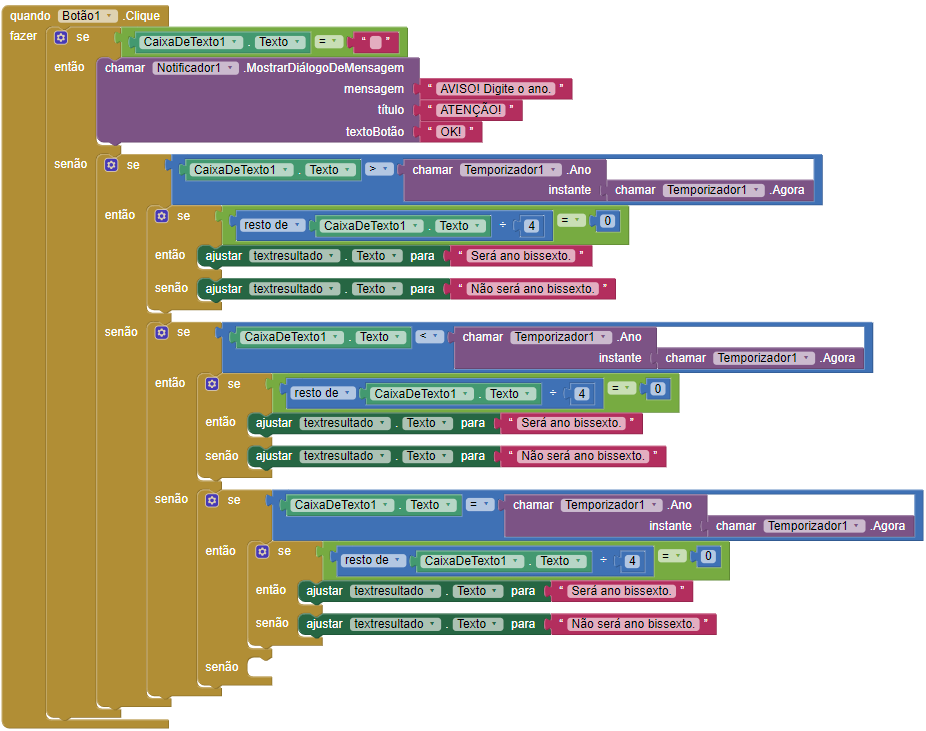 quando Botão1 .Clique
fazer se CaixaDeTexto1 . Texto = " "
então chamar Notificador1 .MostrarDiálogoDeMensagem
mensagem " AVISO! Digite o ano. "
título " ATENÇÃO! "
textoBotão " OK! "
senão se CaixaDeTexto1 . Texto > chamar Temporizador1 .Ano
instante chamar Temporizador1 .Agora
então se resto de CaixaDeTexto1 . Texto ÷ 4 = 0
então ajustar textresultado . Texto para " Será ano bissexto. "
senão ajustar textresultado . Texto para " Não será ano bissexto. "
senão se CaixaDeTexto1 . Texto < chamar Temporizador1 .Ano
instante chamar Temporizador1 .Agora
então se resto de CaixaDeTexto1 . Texto ÷ 4 = 0
então ajustar textresultado . Texto para " Será ano bissexto. "
senão ajustar textresultado . Texto para " Não será ano bissexto. "
senão se CaixaDeTexto1 . Texto = chamar Temporizador1 .Ano
instante chamar Temporizador1 .Agora
então se resto de CaixaDeTexto1 . Texto ÷ 4 = 0
então ajustar textresultado . Texto para " Será ano bissexto. "
senão ajustar textresultado . Texto para " Não será ano bissexto. "
senão